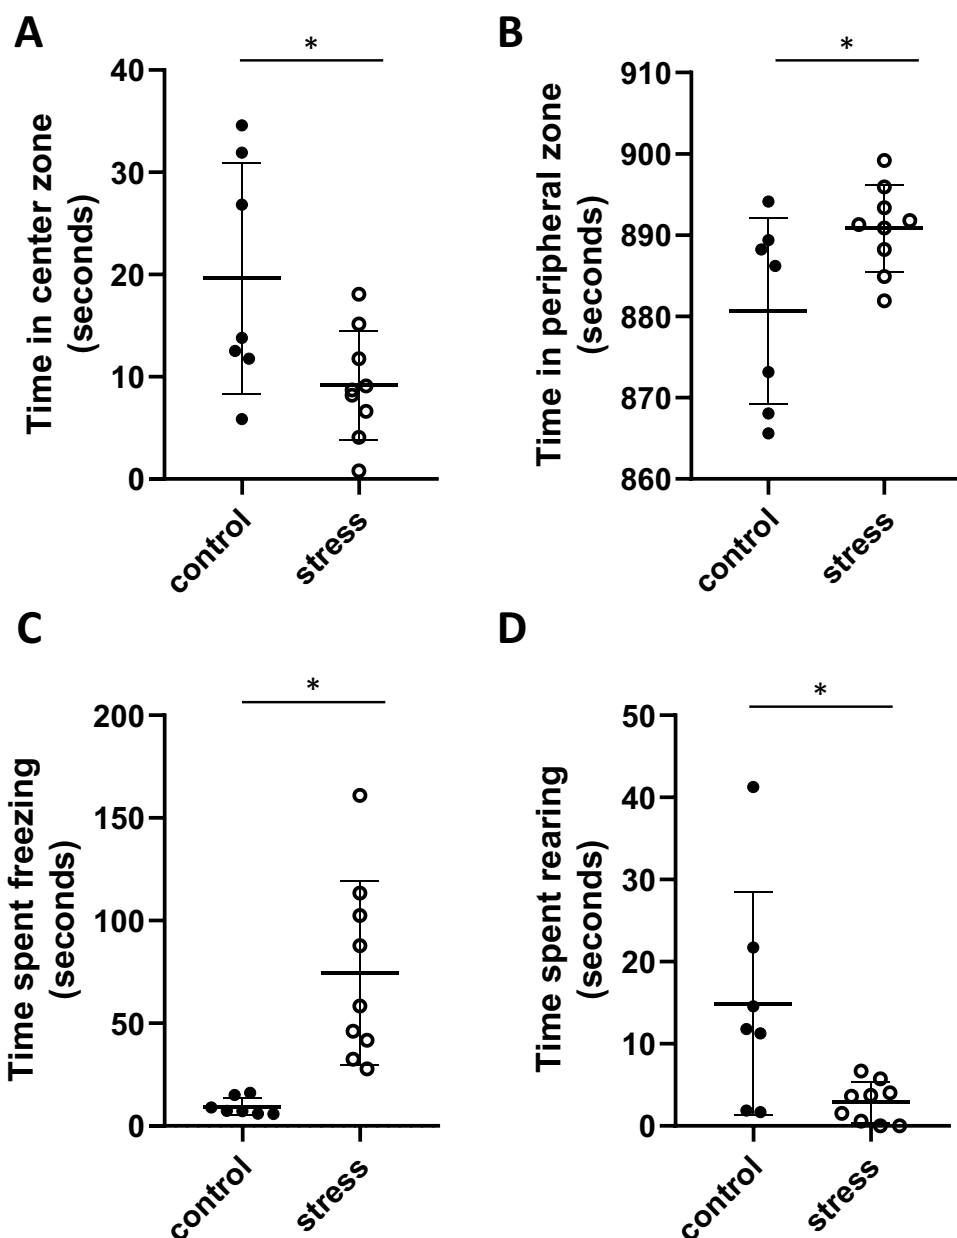 A
*
Time in center zone
(seconds)
40
30
20
10
0
control
stress
B
*
Time in peripheral zone
(seconds)
910
900
890
880
870
860
control
stress
C
*
Time spent freezing
(seconds)
200
150
100
50
0
control
stress
D
*
Time spent rearing
(seconds)
50
40
30
20
10
0
control
stress